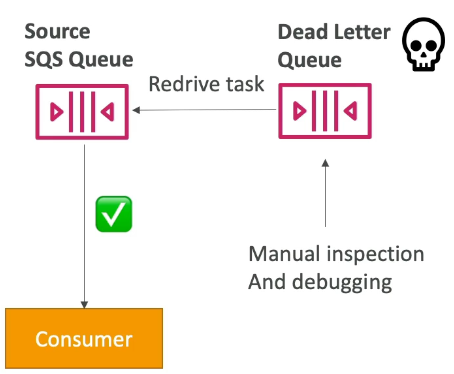 Source
SQS Queue
Dead Letter
Queue
Redrive task
Manual inspection
And debugging
Consumer